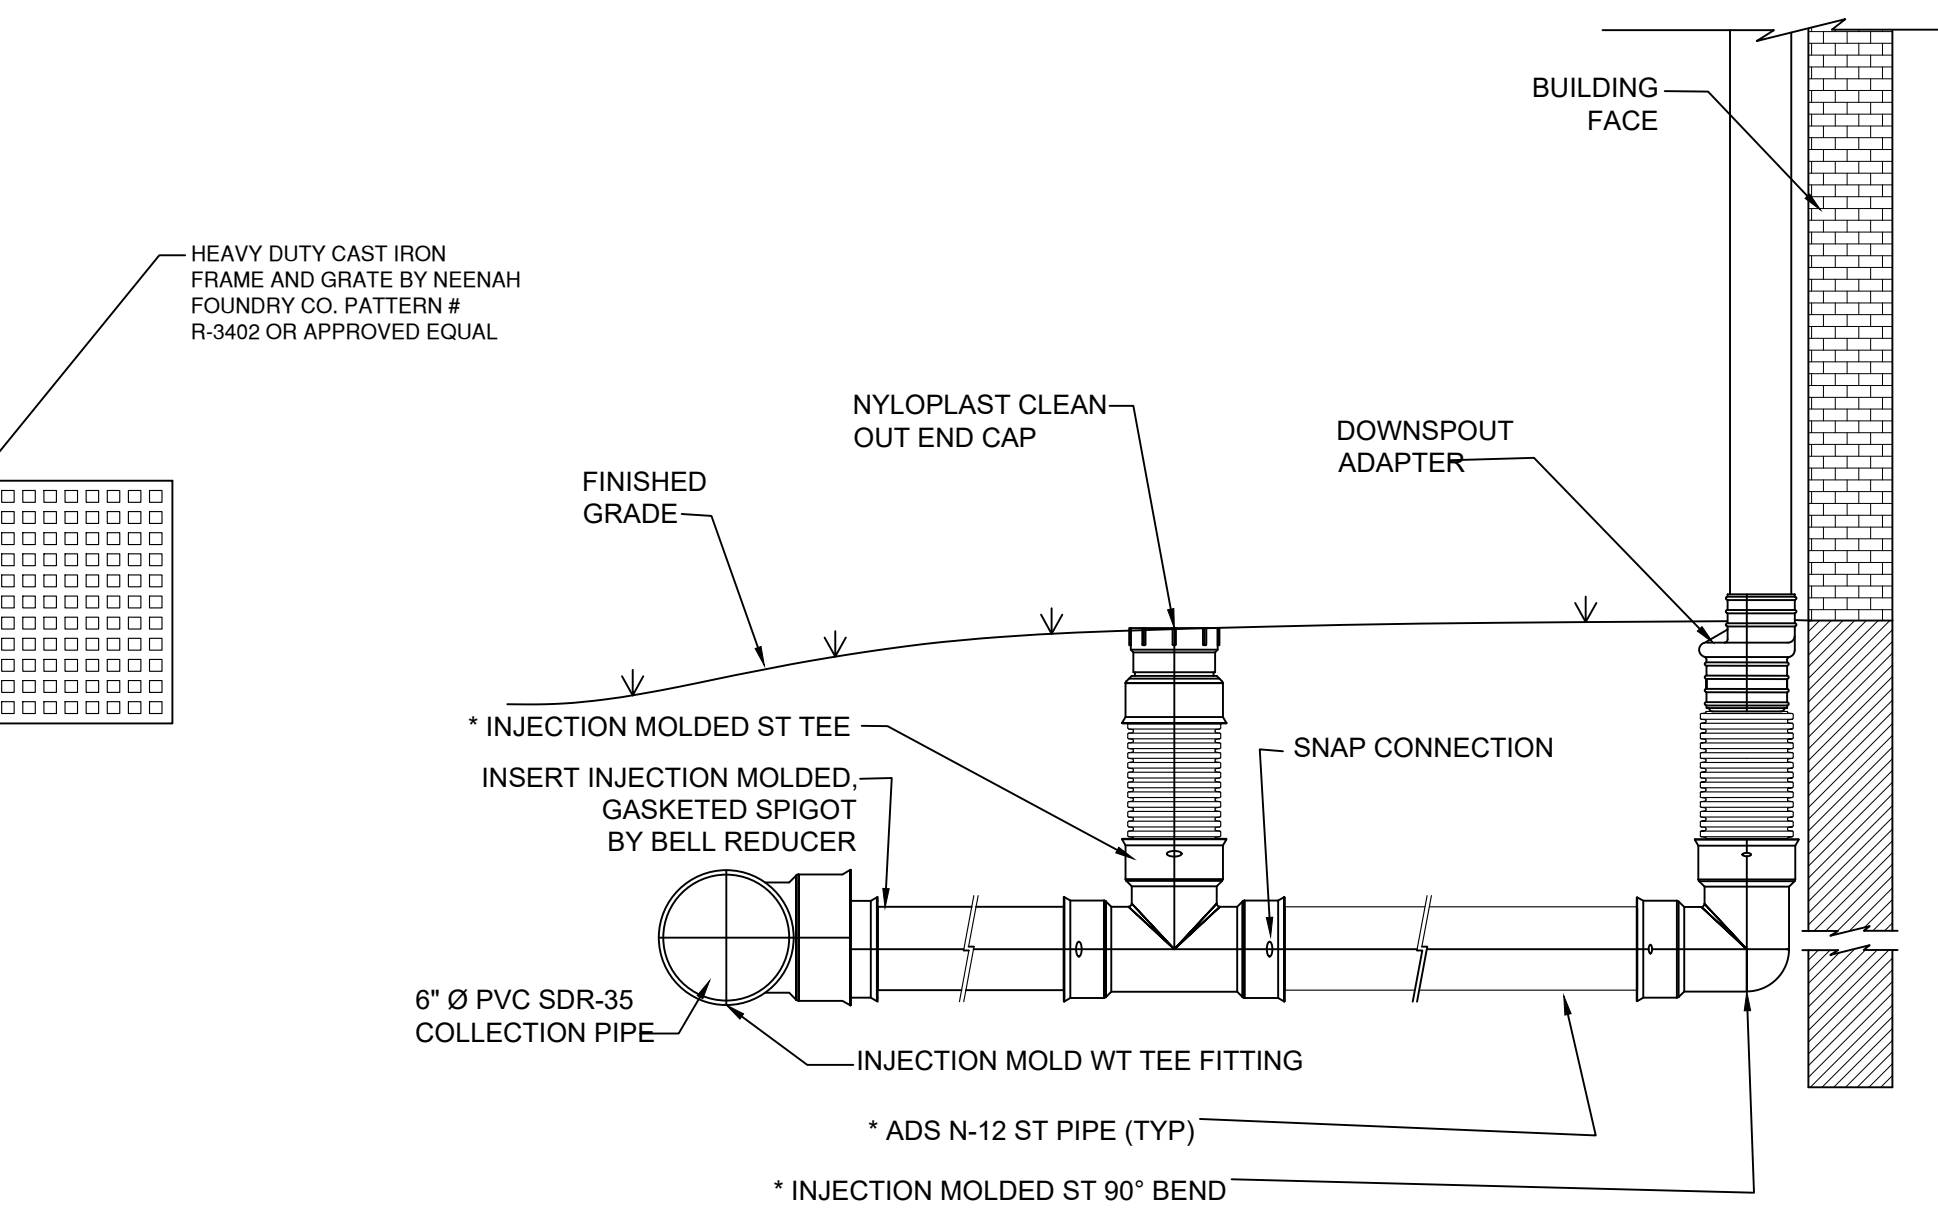 BUILDING
FACE
HEAVY DUTY CAST IRON
FRAME AND GRATE BY NEENAH
FOUNDRY CO. PATTERN #
R-3402 OR APPROVED EQUAL
NYLOPLAST CLEAN
OUT END CAP
DOWNSPOUT
ADAPTER
FINISHED
GRADE
* INJECTION MOLDED ST TEE
SNAP CONNECTION
INSERT INJECTION MOLDED,
GASKETED SPIGOT
BY BELL REDUCER
6" Ø PVC SDR-35
COLLECTION PIPE
INJECTION MOLD WT TEE FITTING
* ADS N-12 ST PIPE (TYP)
* INJECTION MOLDED ST 90° BEND